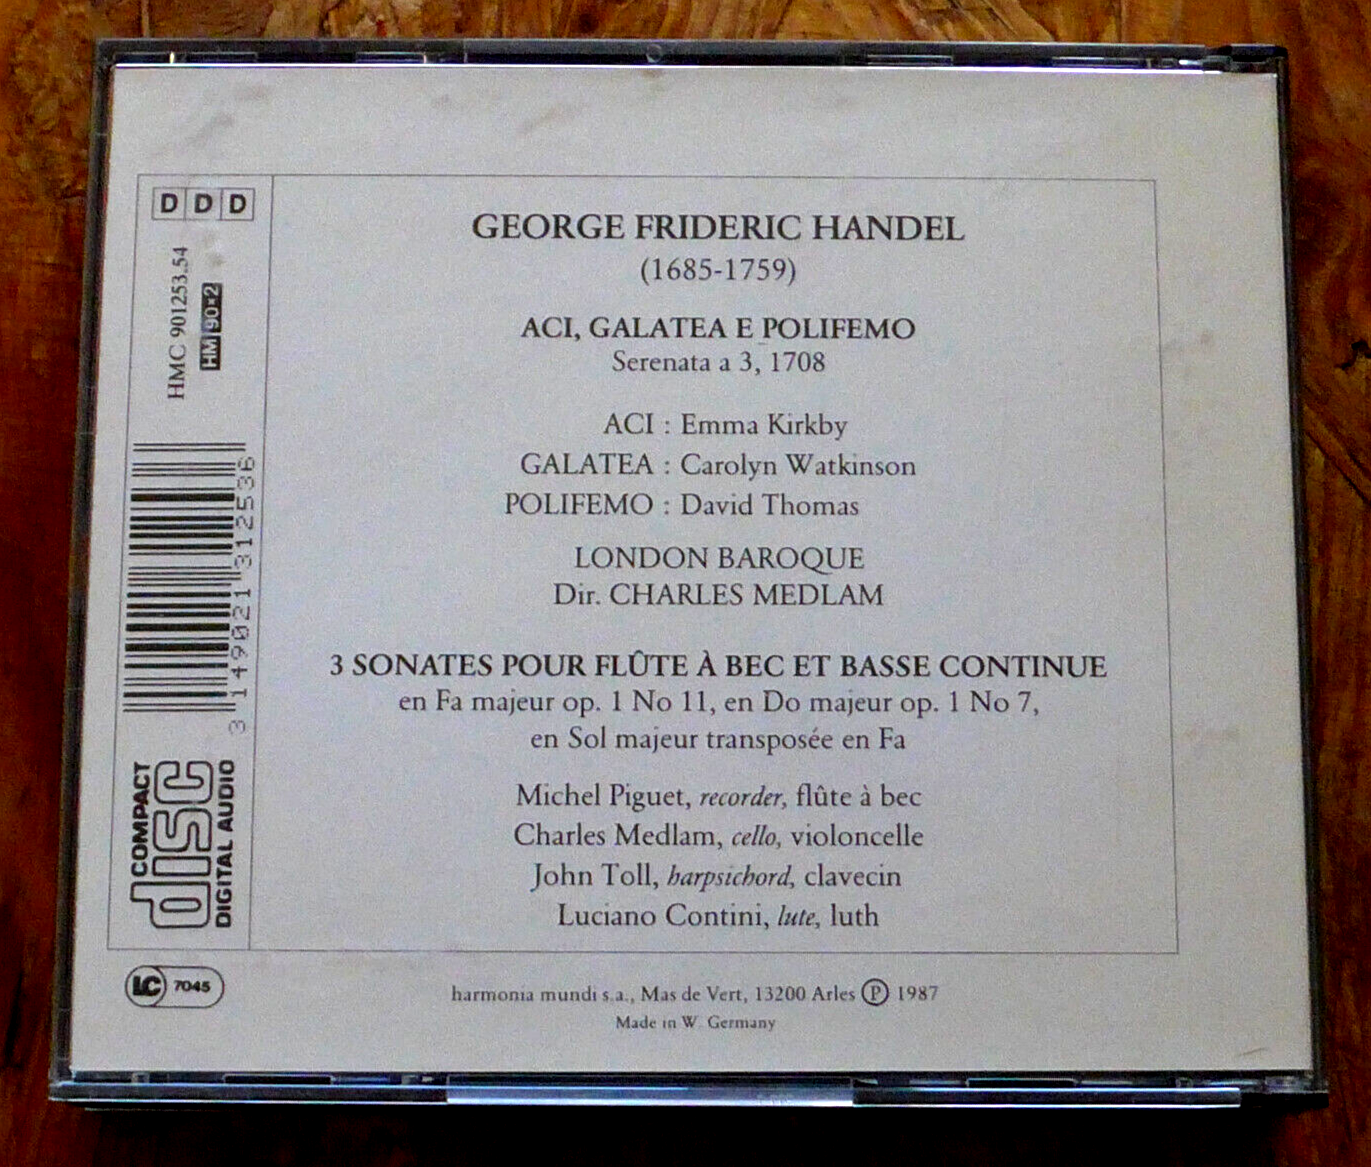 DDD
HMC 901253.54
HM 90×2
3 149021 312536
COMPACT
disc
DIGITAL AUDIO
LC 7045
GEORGE FRIDERIC HANDEL
(1685-1759)
ACI, GALATEA E POLIFEMO
Serenata a 3, 1708
ACI : Emma Kirkby
GALATEA : Carolyn Watkinson
POLIFEMO : David Thomas
LONDON BAROQUE
Dir. CHARLES MEDLAM
3 SONATES POUR FLÛTE À BEC ET BASSE CONTINUE
en Fa majeur op. 1 No 11, en Do majeur op. 1 No 7,
en Sol majeur transposée en Fa
Michel Piguet, recorder, flûte à bec
Charles Medlam, cello, violoncelle
John Toll, harpsichord, clavecin
Luciano Contini, lute, luth
harmonia mundi s.a., Mas de Vert, 13200 Arles Ⓟ 1987
Made in W. Germany